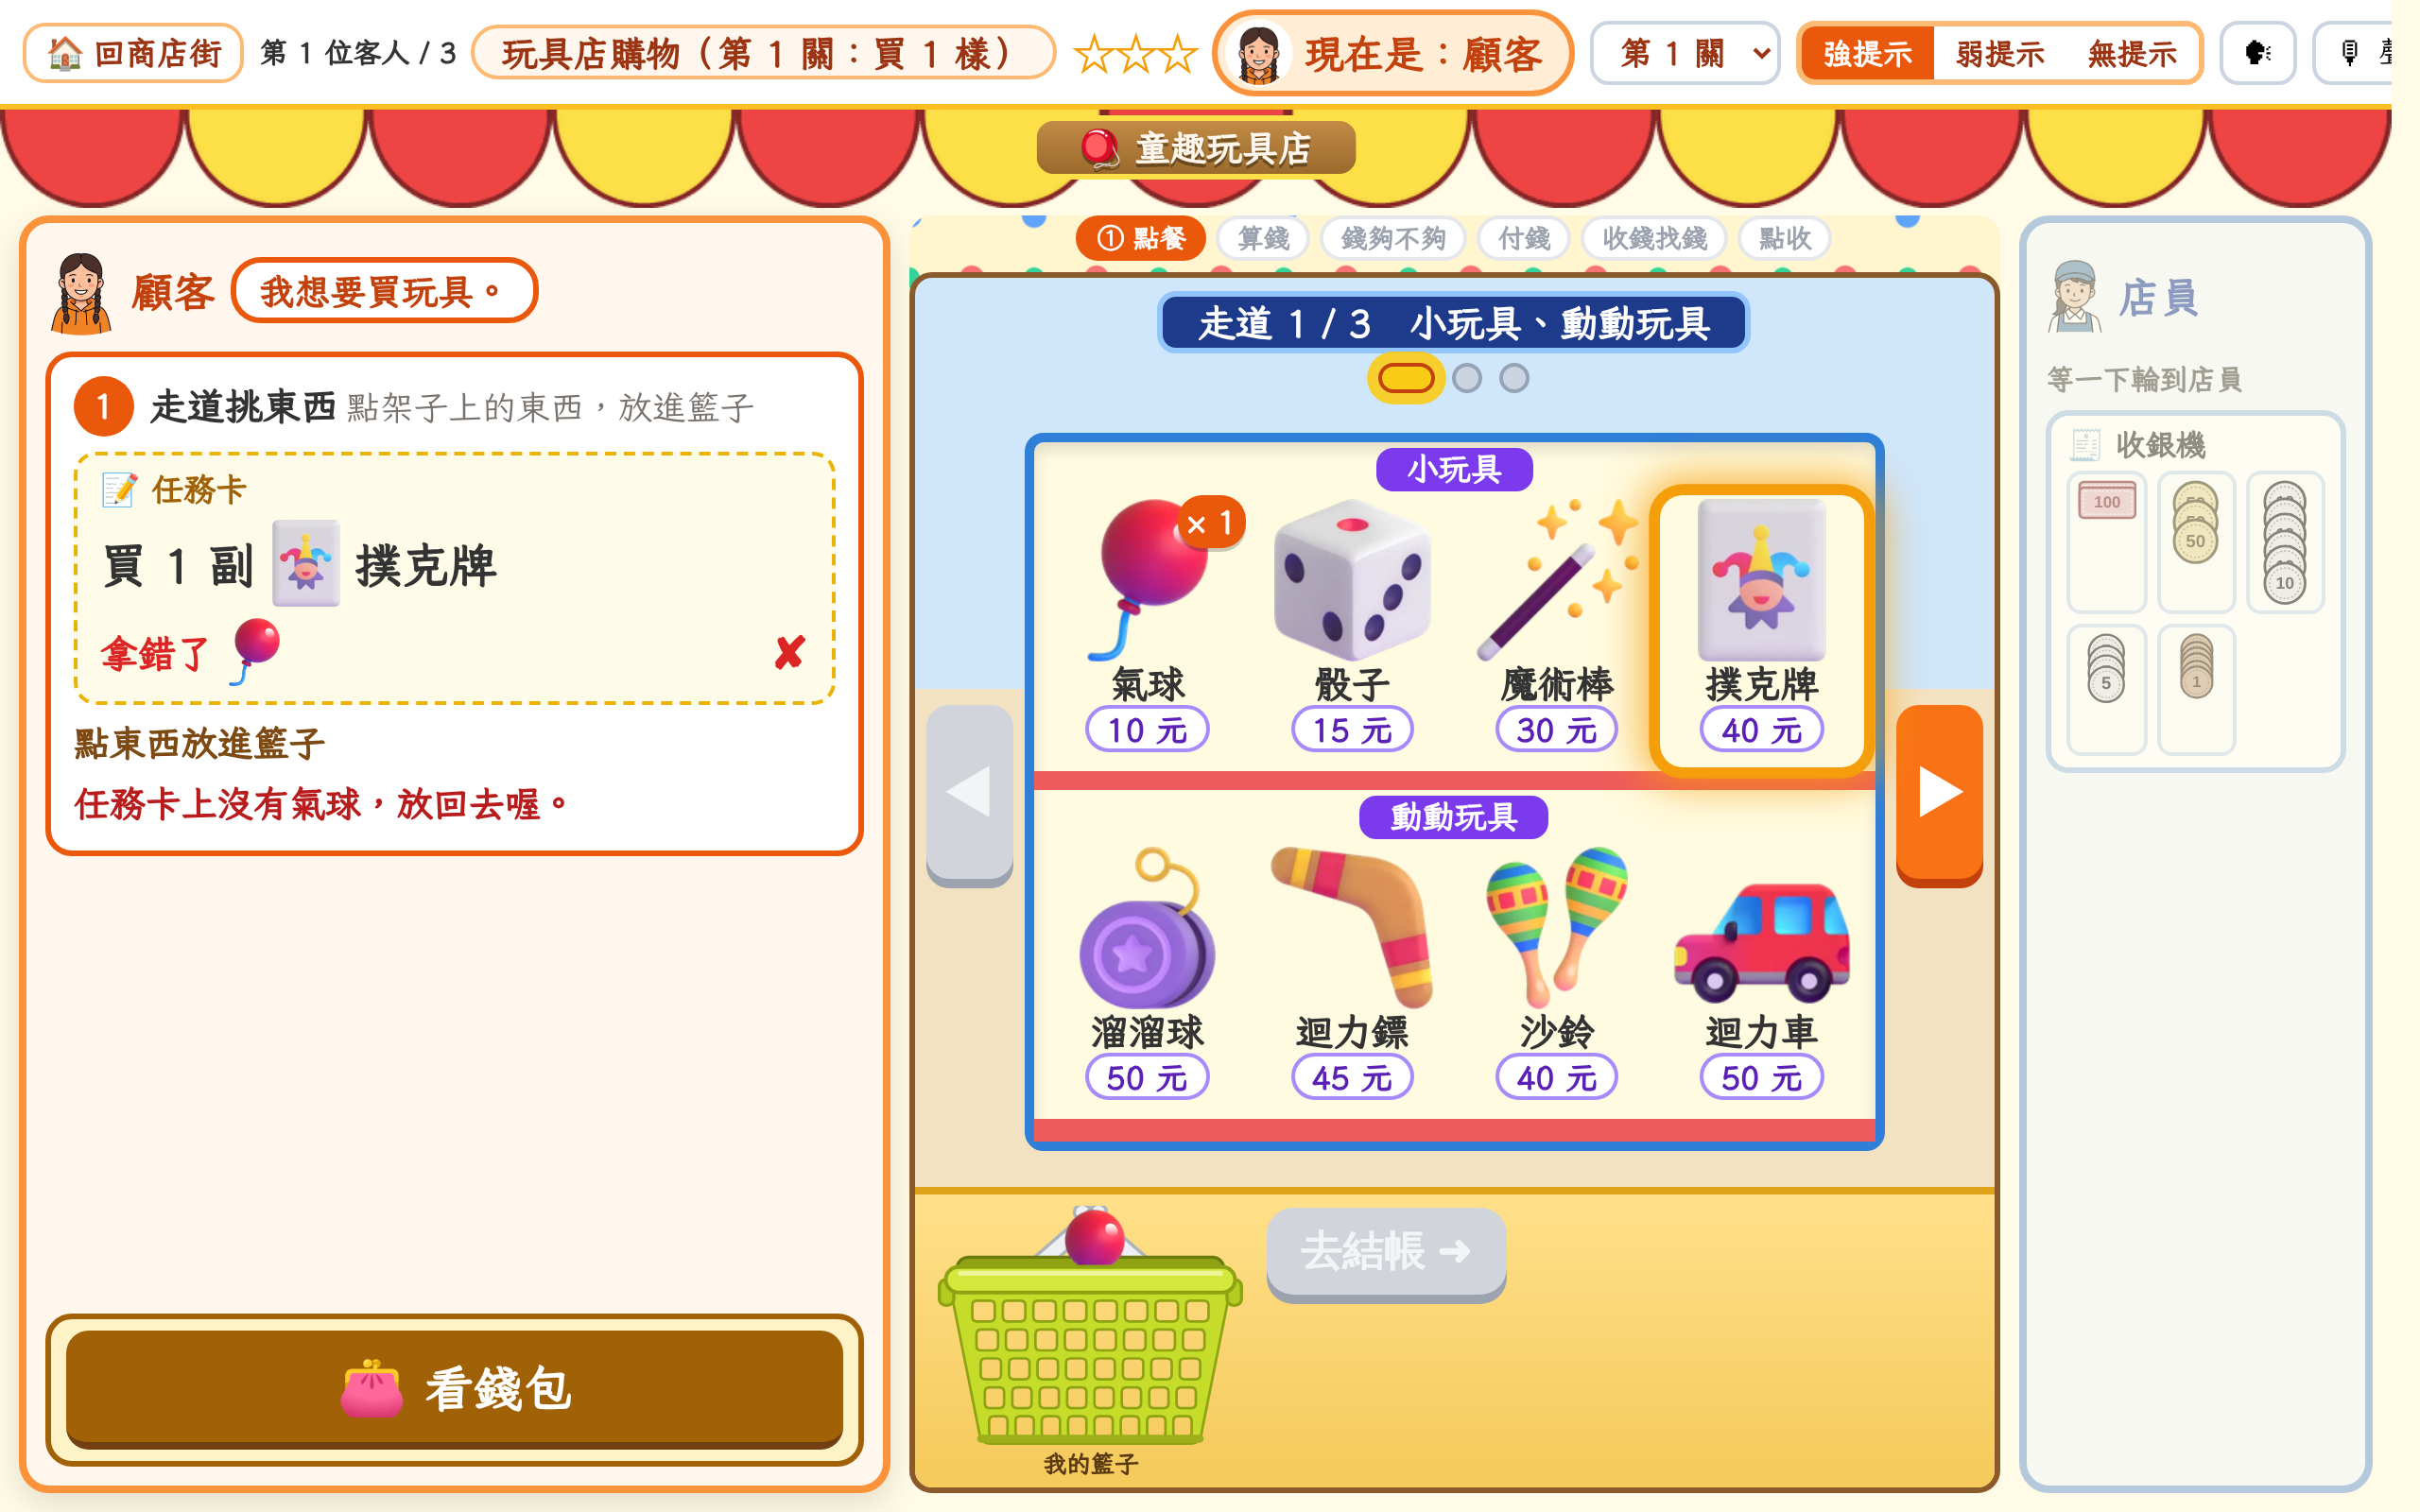 回商店街
第 1 位客人 / 3
玩具店購物（第 1 關：買 1 樣）
現在是：顧客
第 1 關
強提示
弱提示
無提示
童趣玩具店
顧客
我想要買玩具。
1 走道挑東西 點架子上的東西，放進籃子
任務卡
買 1 副 撲克牌
拿錯了
點東西放進籃子
任務卡上沒有氣球，放回去喔。
看錢包
① 點餐
算錢
錢夠不夠
付錢
收錢找錢
點收
走道 1 / 3 小玩具、動動玩具
小玩具
× 1
氣球
骰子
魔術棒
撲克牌
10 元
15 元
30 元
40 元
動動玩具
溜溜球
迴力鏢
沙鈴
迴力車
50 元
45 元
40 元
50 元
去結帳 ➜
我的籃子
店員
等一下輪到店員
收銀機
100
50
10
5
1